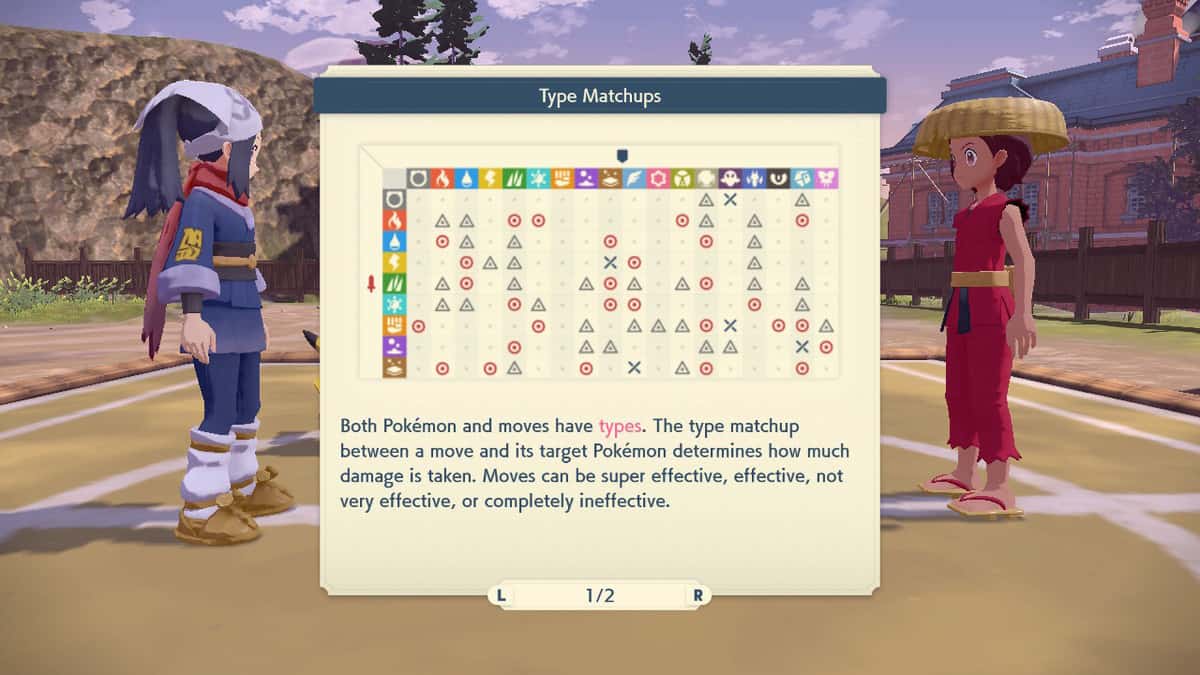 Type Matchups
Both Pokémon and moves have types. The type matchup
between a move and its target Pokémon determines how much
damage is taken. Moves can be super effective, effective, not
very effective, or completely ineffective.
L 1/2 R